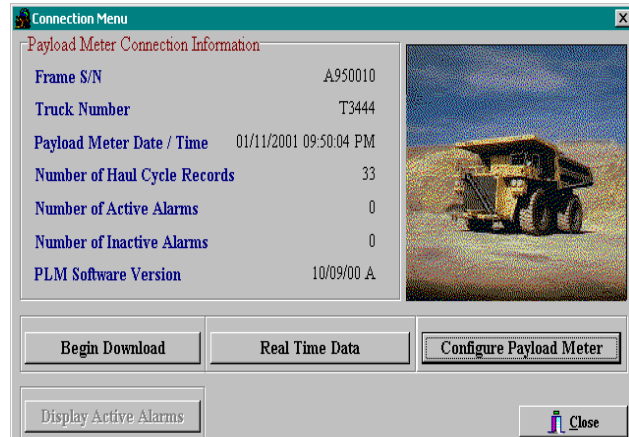 Connection Menu
Payload Meter Connection Information
Frame S/N A950010
Truck Number T3444
Payload Meter Date / Time 01/11/2001 09:50:04 PM
Number of Haul Cycle Records 33
Number of Active Alarms 0
Number of Inactive Alarms 0
PLM Software Version 10/09/00 A
Begin Download Real Time Data Configure Payload Meter
Display Active Alarms Close